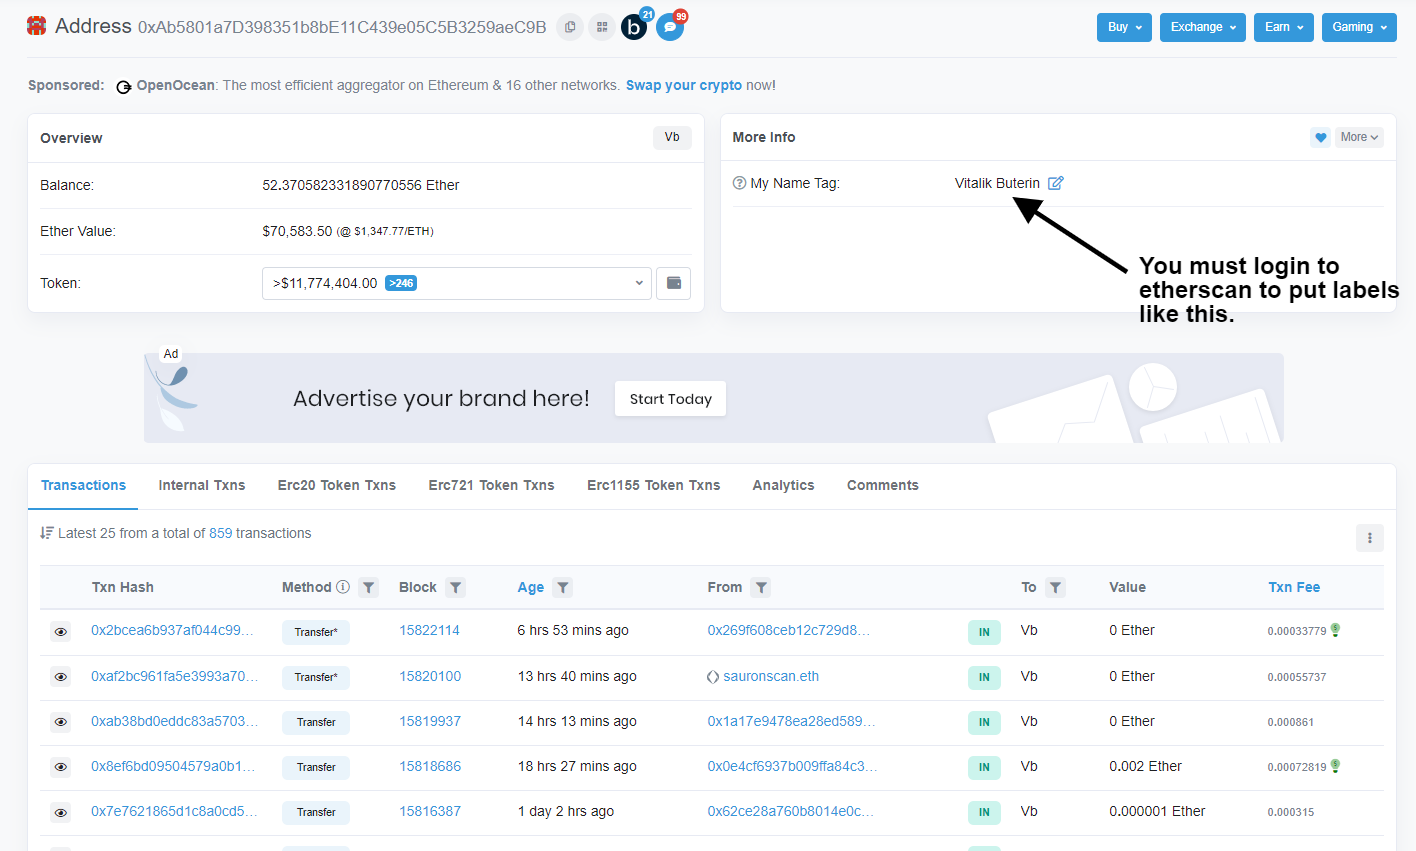 Address 0xAb5801a7D398351b8bE11C439e05C5B3259aeC9B b 21 99
Buy Exchange Earn Gaming
Sponsored: OpenOcean: The most efficient aggregator on Ethereum & 16 other networks. Swap your crypto now!
Overview Vb
Balance: 52.370582331890770556 Ether
Ether Value: $70,583.50 (@ $1,347.77/ETH)
Token: >$11,774,404.00 >246
More Info More
My Name Tag: Vitalik Buterin
You must login to
etherscan to put labels
like this.
Ad
Advertise your brand here! Start Today
Transactions Internal Txns Erc20 Token Txns Erc721 Token Txns Erc1155 Token Txns Analytics Comments
Latest 25 from a total of 859 transactions
Txn Hash Method Block Age From To Value Txn Fee
0x2bcea6b937af044c99... Transfer* 15822114 6 hrs 53 mins ago 0x269f608ceb12c729d8... IN Vb 0 Ether 0.00033779
0xaf2bc961fa5e3993a70... Transfer* 15820100 13 hrs 40 mins ago sauronscan.eth IN Vb 0 Ether 0.00055737
0xab38bd0eddc83a5703... Transfer 15819937 14 hrs 13 mins ago 0x1a17e9478ea28ed589... IN Vb 0 Ether 0.000861
0x8ef6bd09504579a0b1... Transfer 15818686 18 hrs 27 mins ago 0x0e4cf6937b009ffa84c3... IN Vb 0.002 Ether 0.00072819
0x7e7621865d1c8a0cd5... Transfer 15816387 1 day 2 hrs ago 0x62ce28a760b8014e0c... IN Vb 0.000001 Ether 0.000315